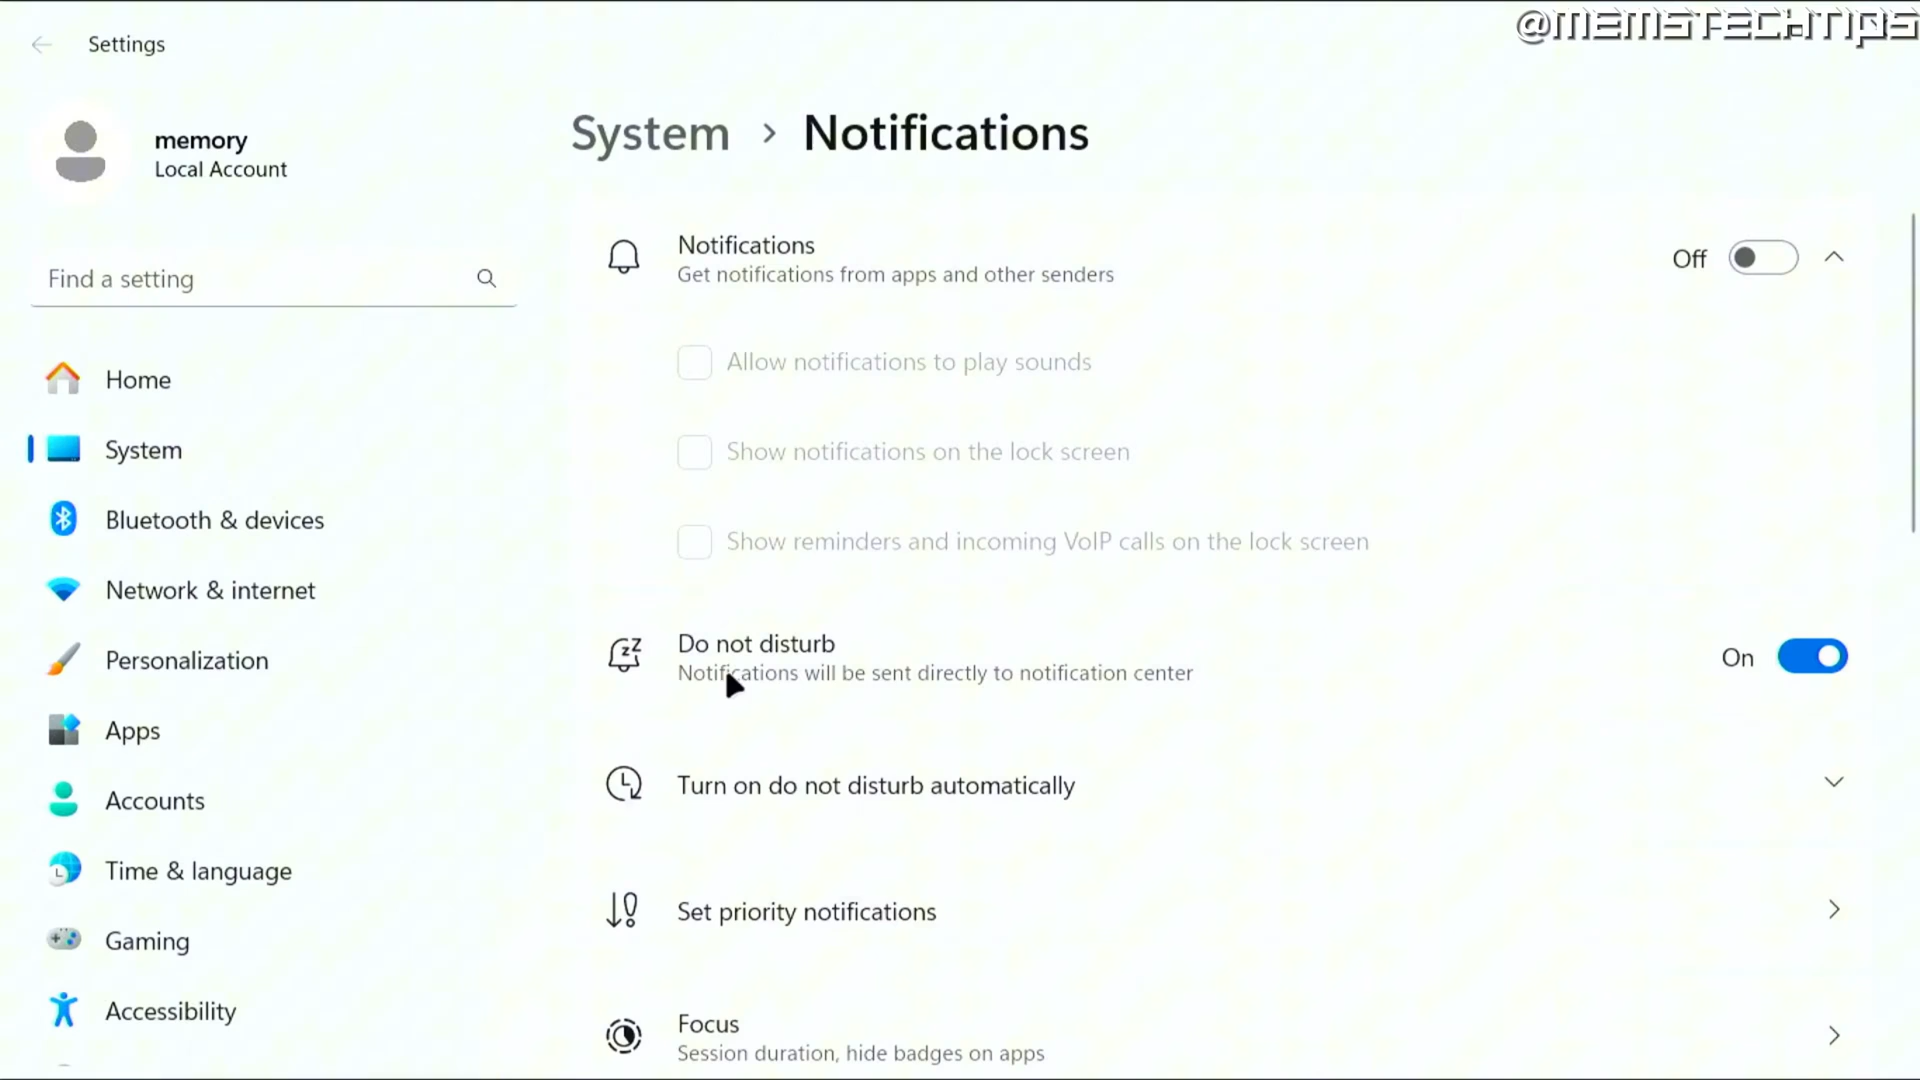 @MEMSTECHTIPS
Settings
memory
Local Account
Find a setting
Home
System
Bluetooth & devices
Network & internet
Personalization
Apps
Accounts
Time & language
Gaming
Accessibility
System > Notifications
Notifications
Get notifications from apps and other senders
Off
Allow notifications to play sounds
Show notifications on the lock screen
Show reminders and incoming VoIP calls on the lock screen
Do not disturb
Notifications will be sent directly to notification center
On
Turn on do not disturb automatically
Set priority notifications
Focus
Session duration, hide badges on apps